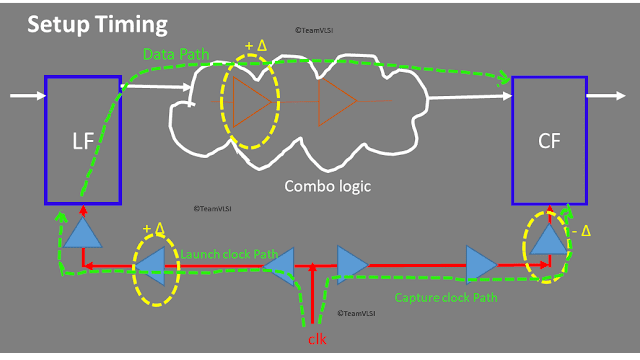 Setup Timing
©TeamVLSI
+ Δ
Data Path
LF
CF
Combo logic
©TeamVLSI
+ Δ
- Δ
Launch clock Path
Capture clock Path
©TeamVLSI
clk